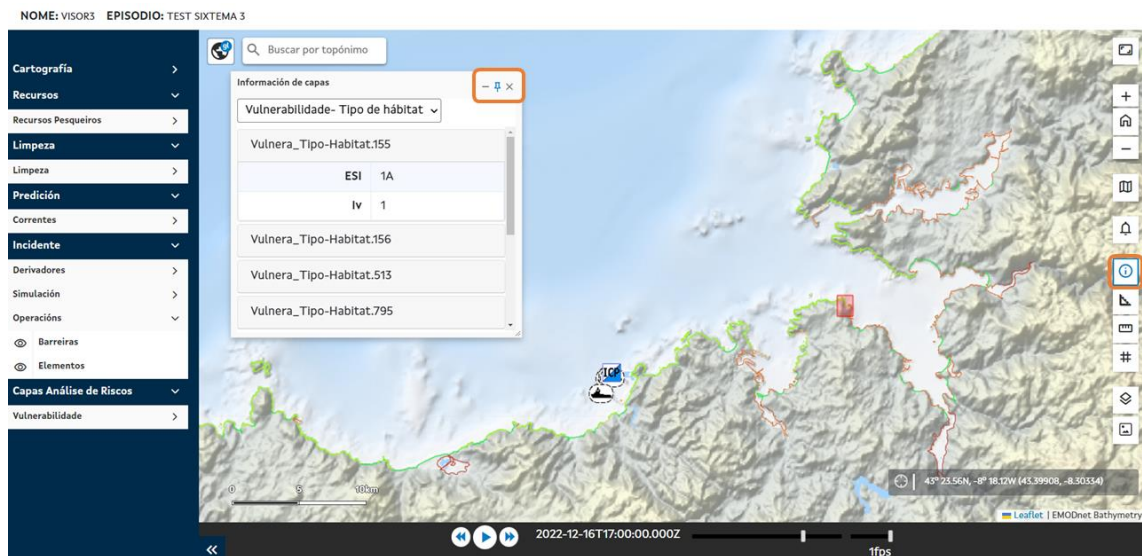 NOME: VISOR3 EPISODIO: TEST SIXTEMA 3
Cartografía
Recursos
Recursos Pesqueiros
Limpeza
Limpeza
Predición
Correntes
Incidente
Derivadores
Simulación
Operacións
Barreiras
Elementos
Capas Análise de Riscos
Vulnerabilidade
Buscar por topónimo
Información de capas
Vulnerabilidade- Tipo de hábitat
Vulnera_Tipo-Habitat.155
ESI 1A
Iv 1
Vulnera_Tipo-Habitat.156
Vulnera_Tipo-Habitat.513
Vulnera_Tipo-Habitat.795
ICP
0 5 10km
43° 23.56N, -8° 18.12W (43.39908, -8.30334)
Leaflet | EMODnet Bathymetry
2022-12-16T17:00:00.000Z
1fps